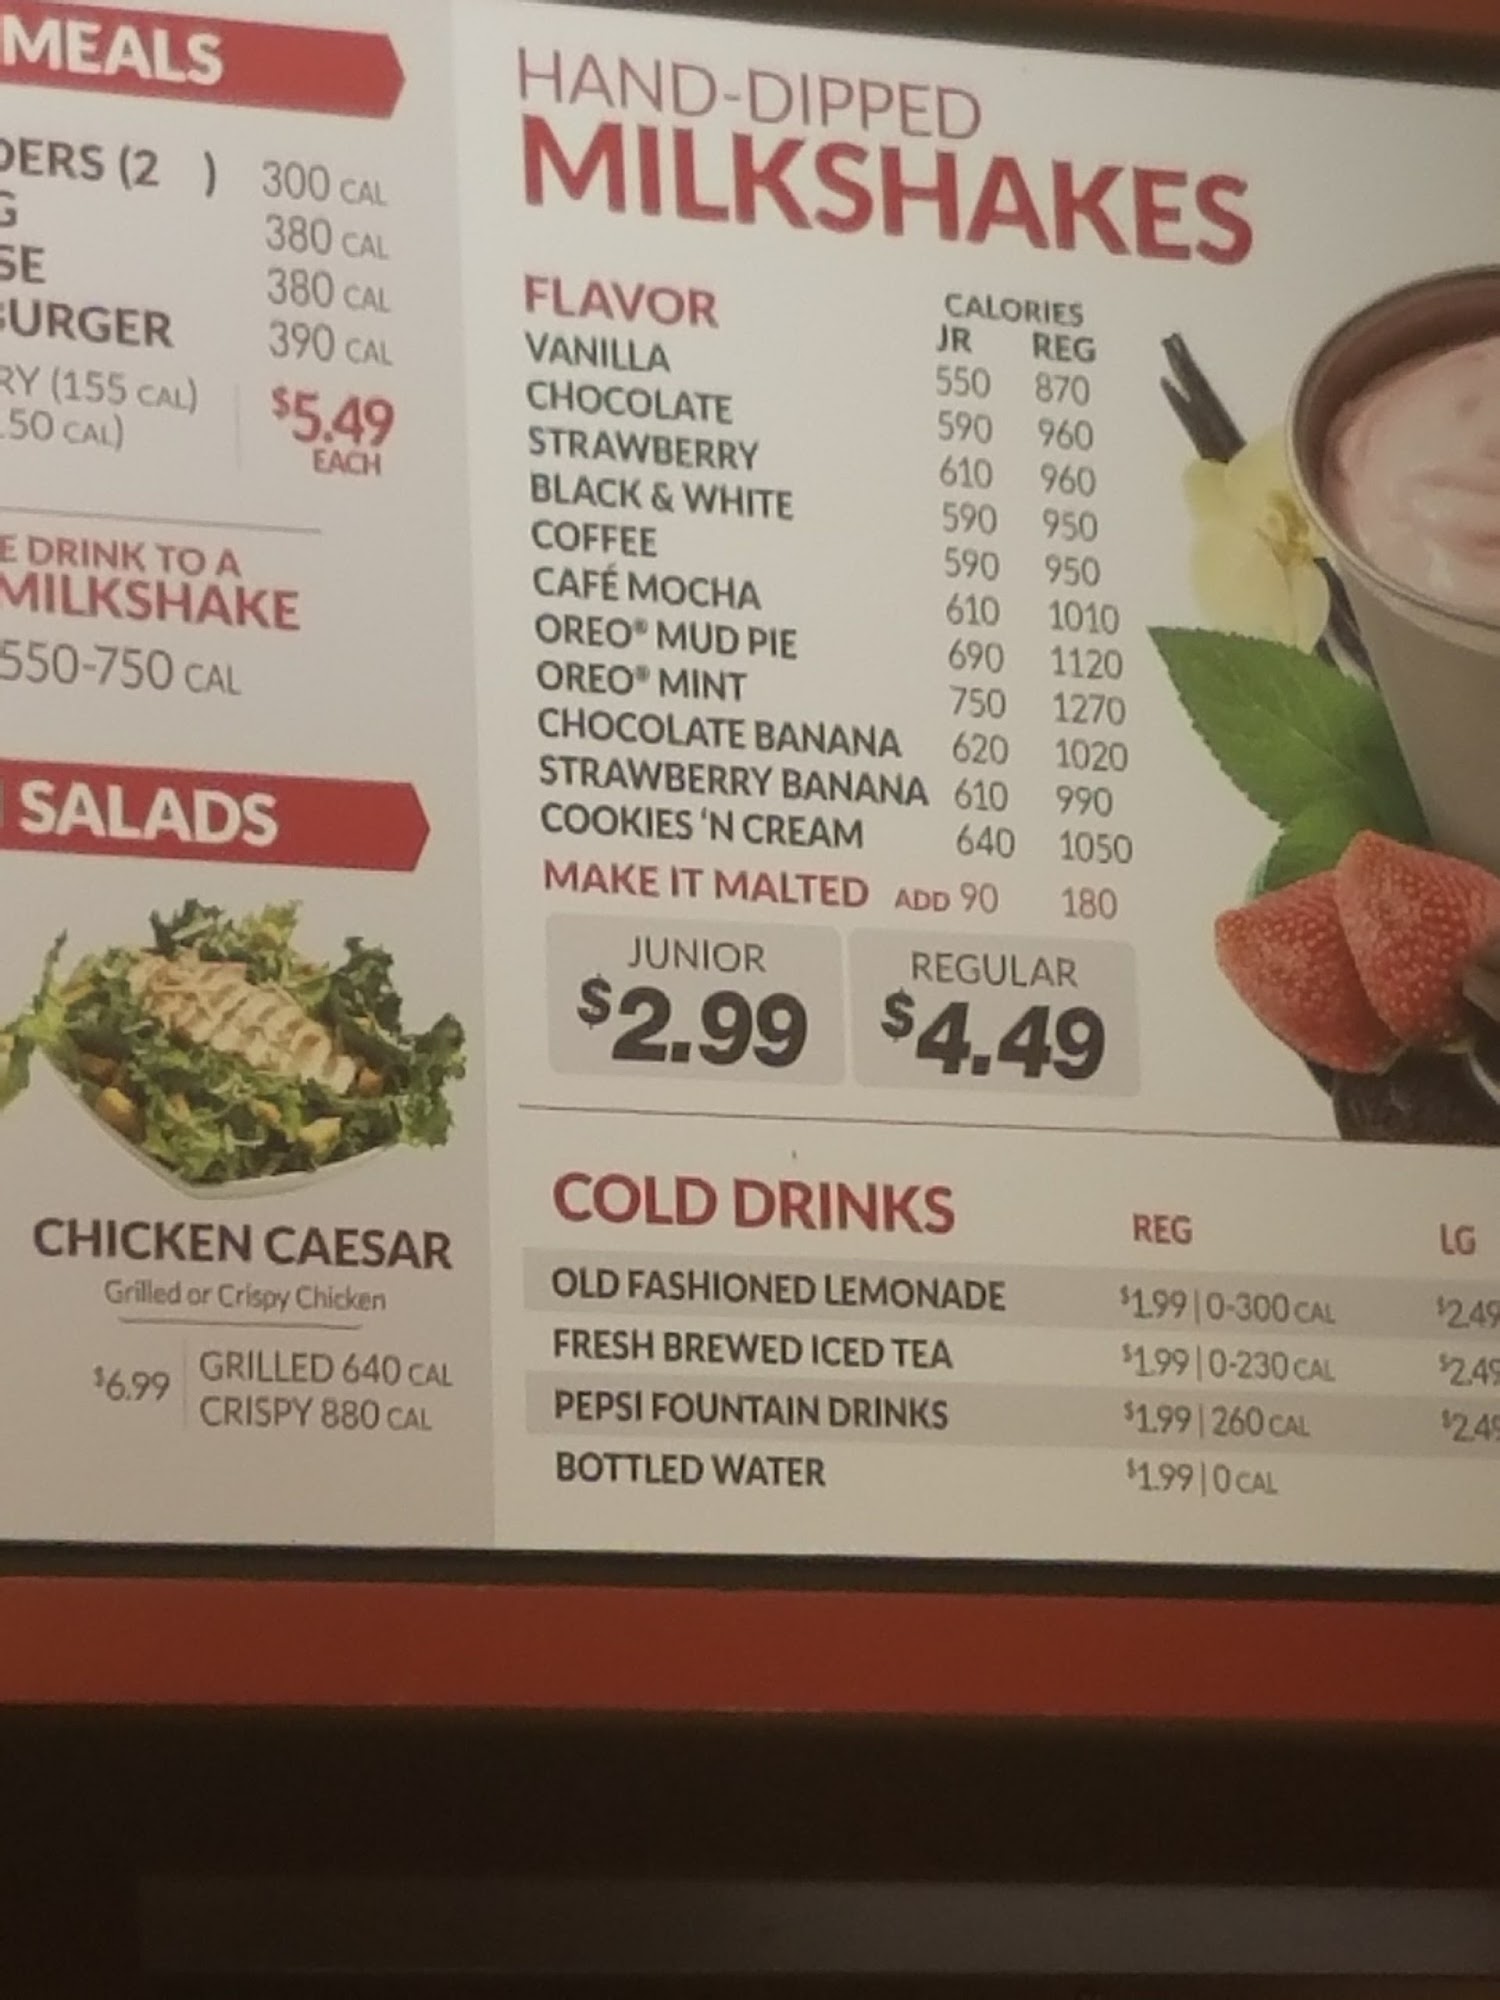 MEALS
(2 ) 300 CAL
380 CAL
380 CAL
390 CAL
(155 CAL)
50 CAL)
$5.49
EACH
DRINK TO A
MILKSHAKE
550-750 CAL
SALADS
CHICKEN CAESAR
Grilled or Crispy Chicken
$6.99
GRILLED 640 CAL
CRISPY 880 CAL
HAND-DIPPED
MILKSHAKES
FLAVOR CALORIES
JR REG
VANILLA 550 870
CHOCOLATE 590 960
STRAWBERRY 610 960
BLACK & WHITE 590 950
COFFEE 590 950
CAFÉ MOCHA 610 1010
OREO® MUD PIE 690 1120
OREO® MINT 750 1270
CHOCOLATE BANANA 620 1020
STRAWBERRY BANANA 610 990
COOKIES 'N CREAM 640 1050
MAKE IT MALTED ADD 90 180
JUNIOR REGULAR
$2.99 $4.49
COLD DRINKS REG LG
OLD FASHIONED LEMONADE $1.99 | 0-300 CAL $2.49
FRESH BREWED ICED TEA $1.99 | 0-230 CAL $2.49
PEPSI FOUNTAIN DRINKS $1.99 | 260 CAL $2.49
BOTTLED WATER $1.99 | 0 CAL